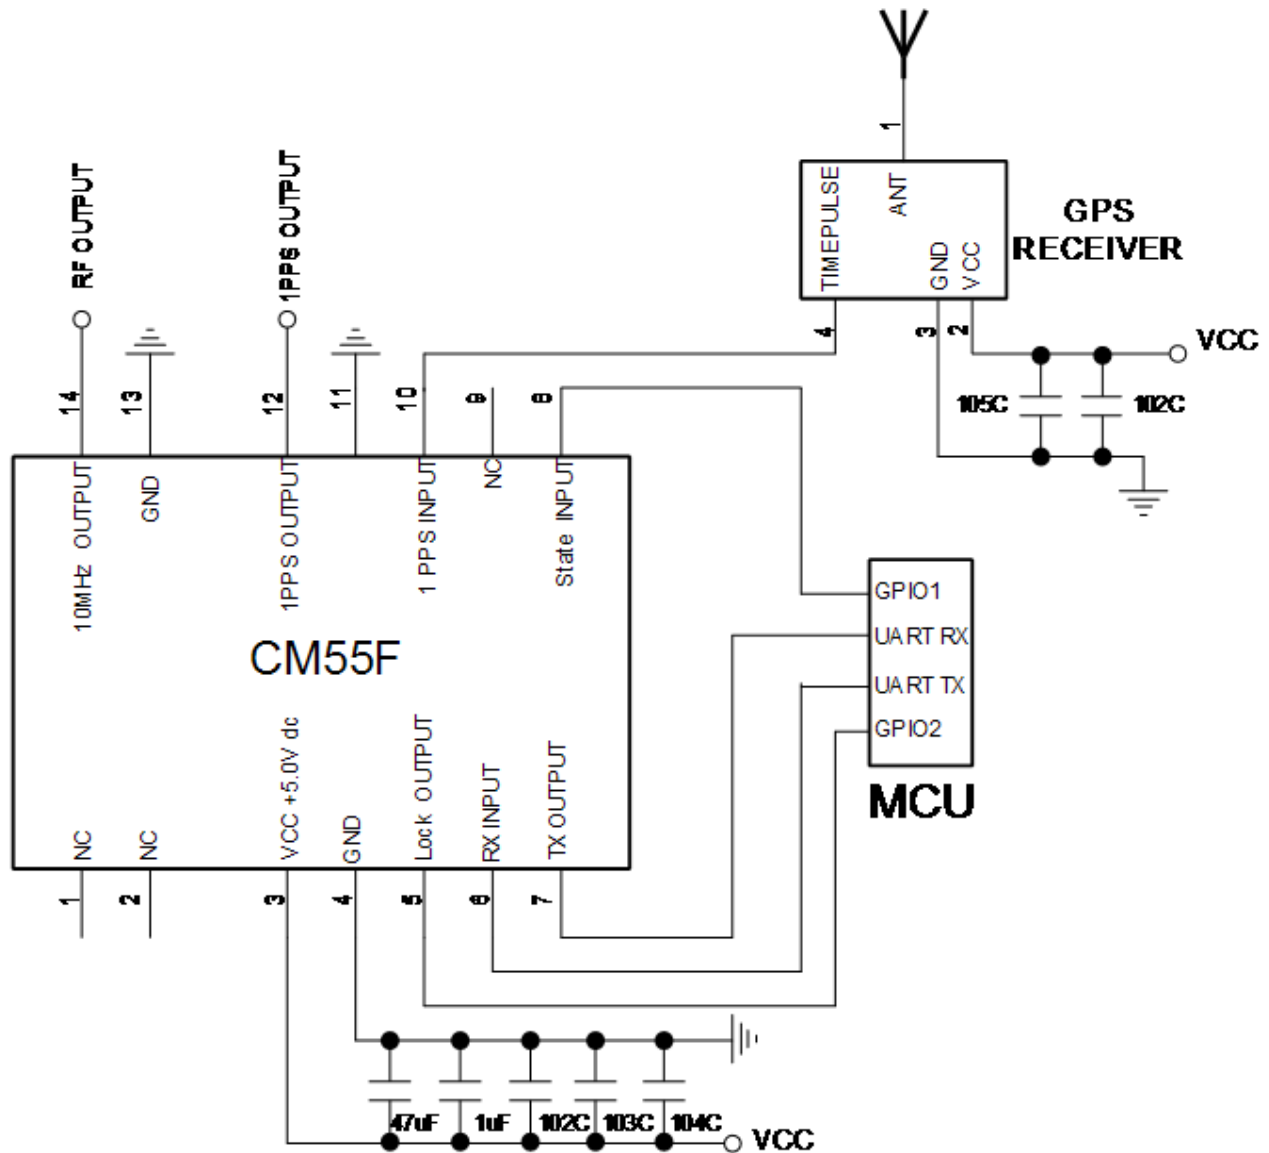 1
TIMEPULSE
ANT
GND
VCC
GPS
RECEIVER
4
3
2
VCC
105C
102C
RF OUTPUT
1PPS OUTPUT
14
13
12
11
10
9
8
10MHz OUTPUT
GND
1PPS OUTPUT
1 PPS INPUT
NC
State INPUT
CM55F
GPIO1
UART RX
UART TX
GPIO2
MCU
NC
NC
VCC +5.0V dc
GND
Lock OUTPUT
RX INPUT
TX OUTPUT
1
2
3
4
5
6
7
47uF
1uF
102C
103C
104C
VCC